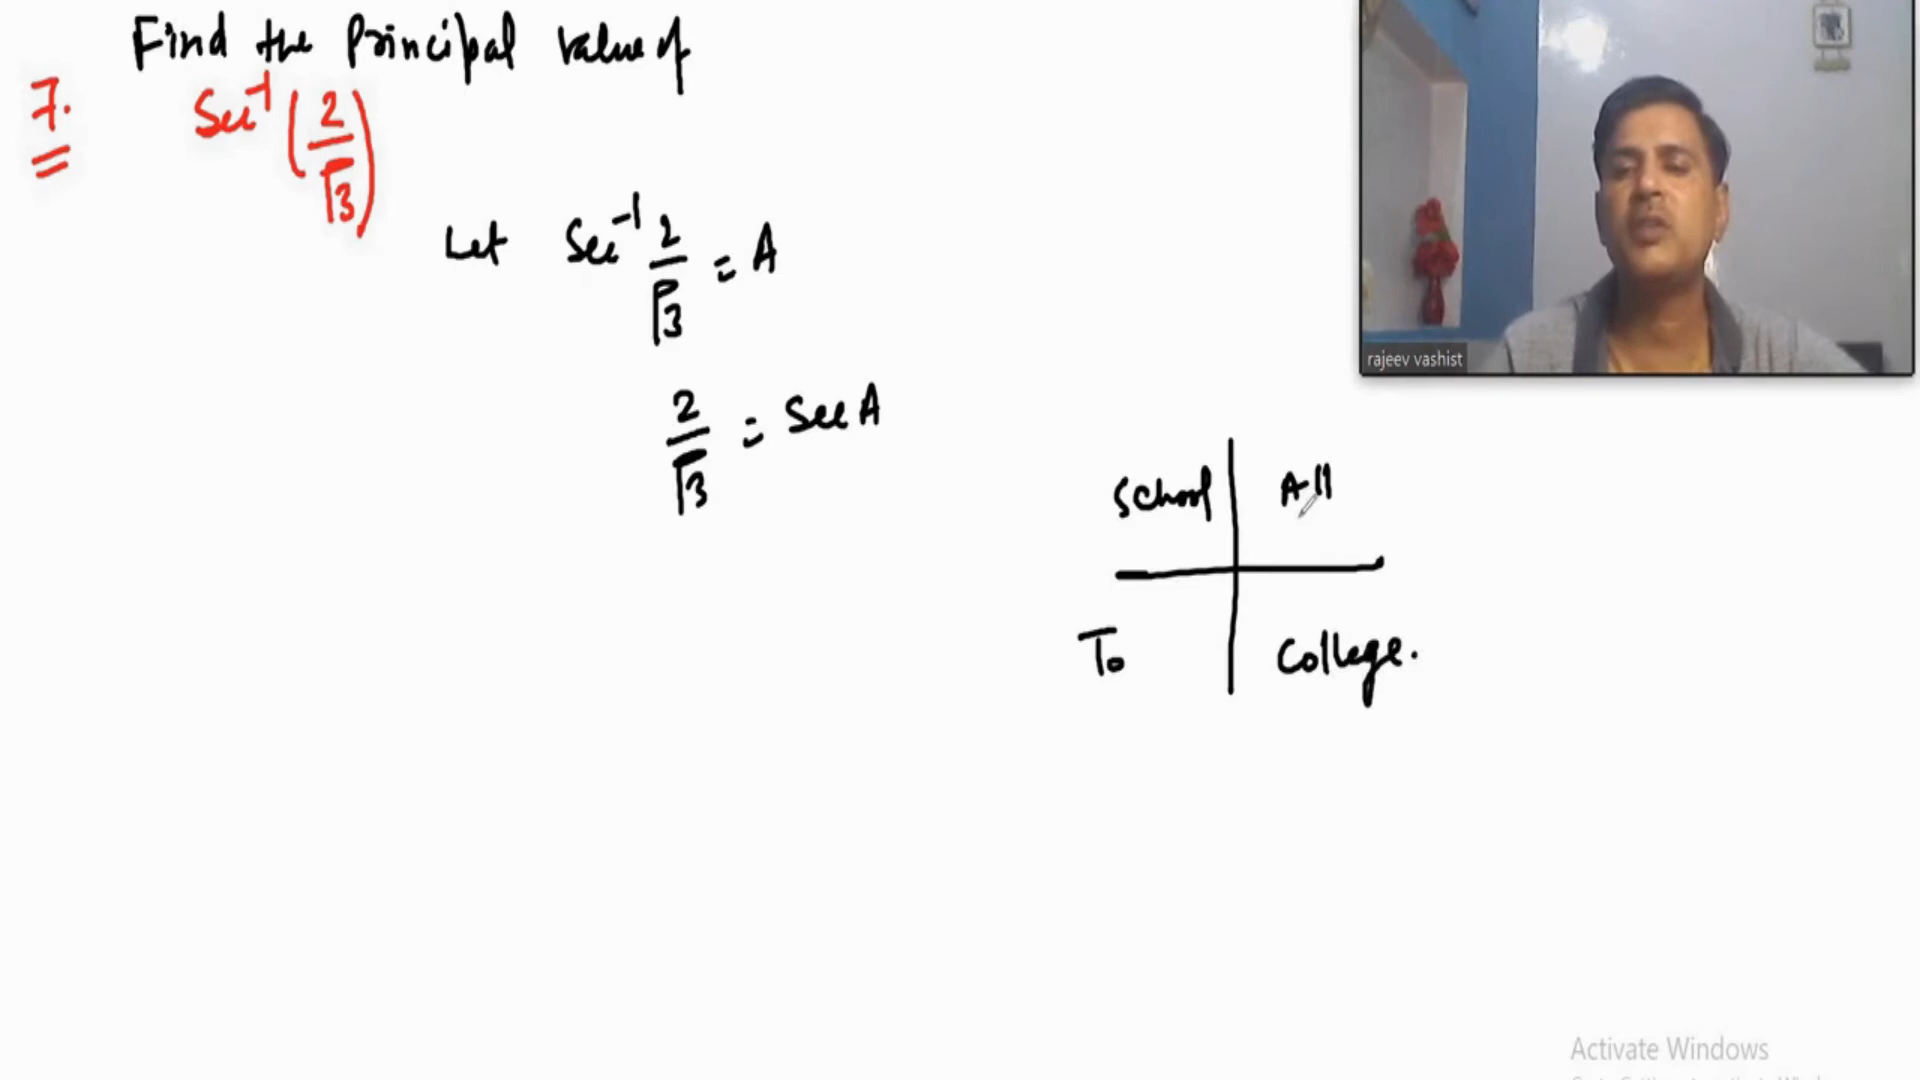 Find the Principal value of
7. Sec⁻¹ (2/√3)
Let Sec⁻¹ 2/√3 = A
2/√3 = Sec A
School All
To College.
rajeev vashist
Activate Windows